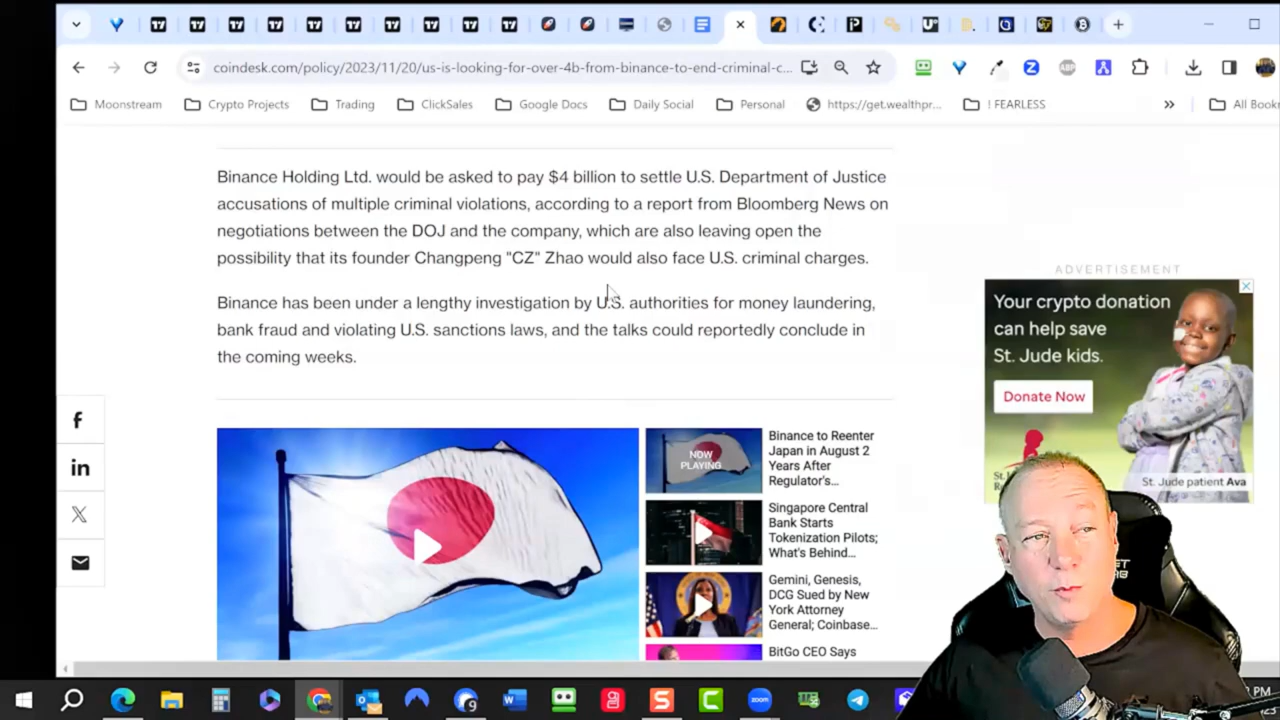 coindesk.com/policy/2023/11/20/us-is-looking-for-over-4b-from-binance-to-end-criminal-c...
Moonstream
Crypto Projects
Trading
ClickSales
Google Docs
Daily Social
Personal
https://get.wealthpr...
! FEARLESS
»
All Book
Binance Holding Ltd. would be asked to pay $4 billion to settle U.S. Department of Justice
accusations of multiple criminal violations, according to a report from Bloomberg News on
negotiations between the DOJ and the company, which are also leaving open the
possibility that its founder Changpeng "CZ" Zhao would also face U.S. criminal charges.
Binance has been under a lengthy investigation by U.S. authorities for money laundering,
bank fraud and violating U.S. sanctions laws, and the talks could reportedly conclude in
the coming weeks.
ADVERTISEMENT
Your crypto donation
can help save
St. Jude kids.
Donate Now
St. Jude patient Ava
NOW
PLAYING
Binance to Reenter
Japan in August 2
Years After
Regulator's...
Singapore Central
Bank Starts
Tokenization Pilots;
What's Behind...
Gemini, Genesis,
DCG Sued by New
York Attorney
General; Coinbase...
BitGo CEO Says
f
in
X
ABP
9
zoom
PM